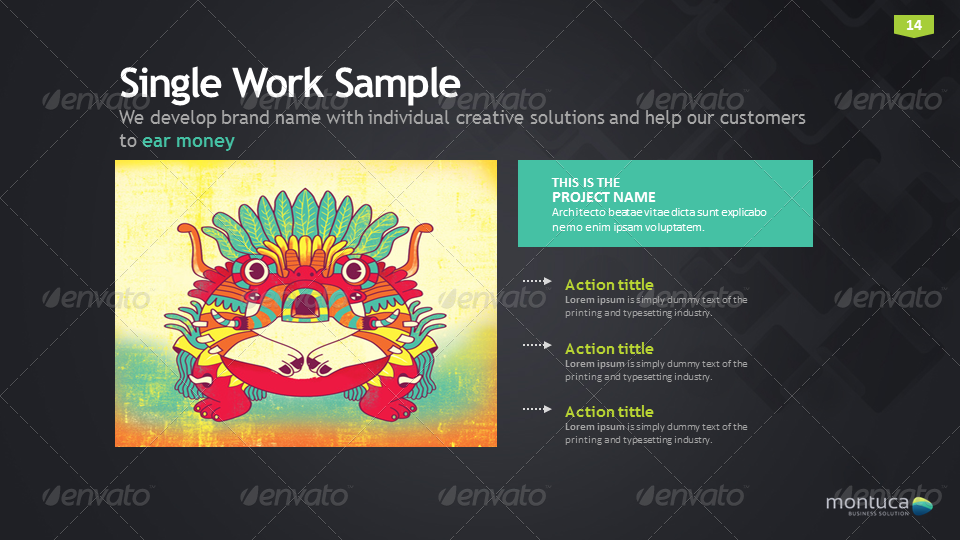 14
Single Work Sample
We develop brand name with individual creative solutions and help our customers
to ear money
THIS IS THE
PROJECT NAME
Architecto beatae vitae dicta sunt explicabo
nemo enim ipsam voluptatem.
Action tittle
Lorem ipsum is simply dummy text of the
printing and typesetting industry.
Action tittle
Lorem ipsum is simply dummy text of the
printing and typesetting industry.
Action tittle
Lorem ipsum is simply dummy text of the
printing and typesetting industry.
montuca
BUSINESS SOLUTION
envato